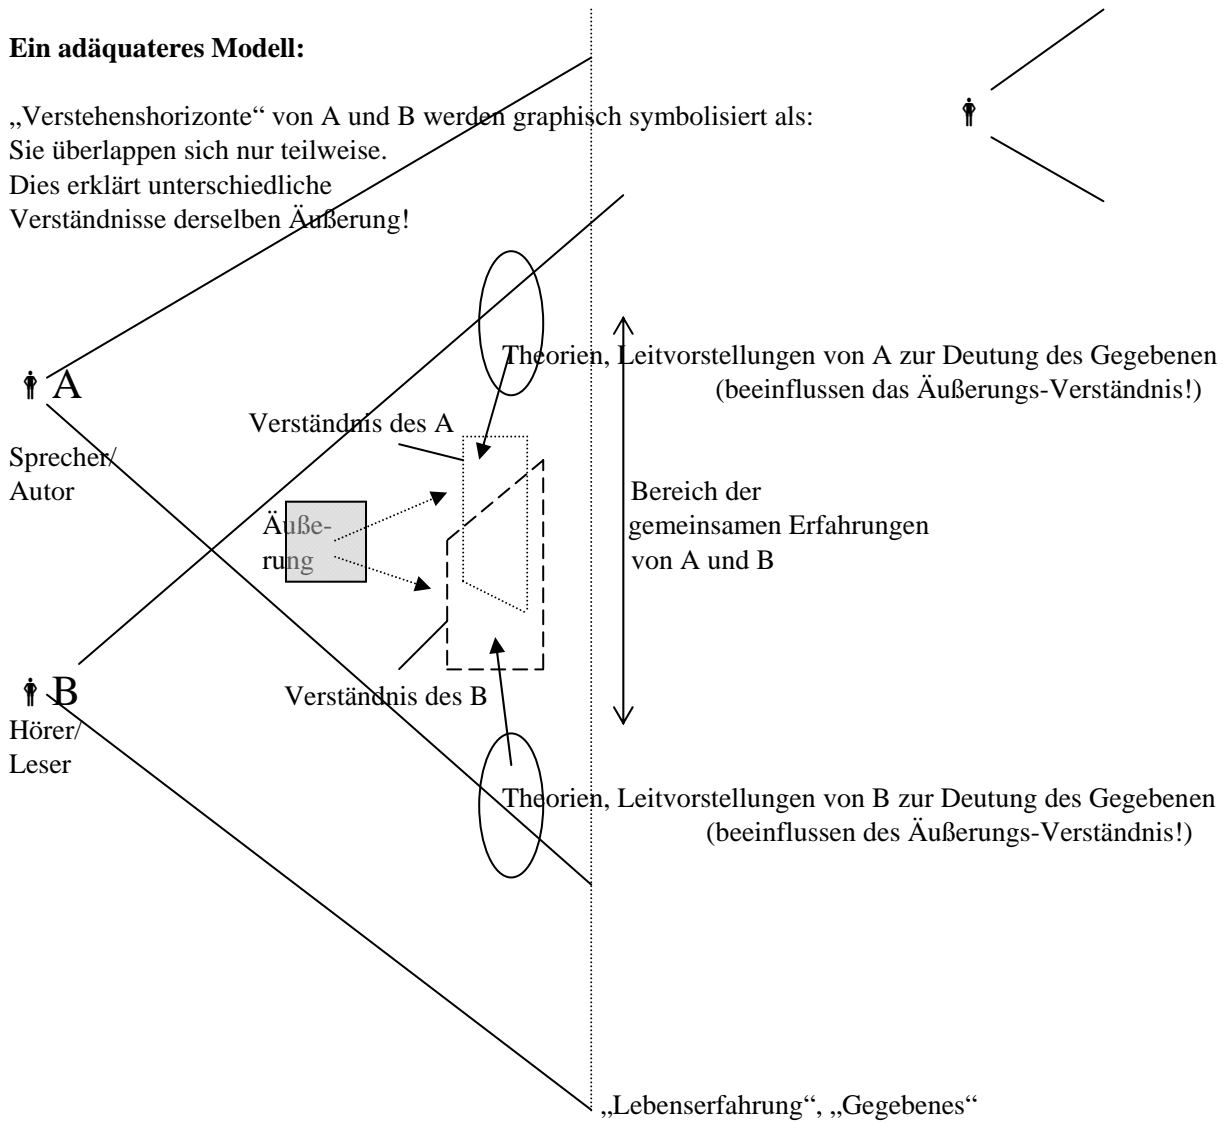 Ein adäquateres Modell:
„Verstehenshorizonte“ von A und B werden graphisch symbolisiert als:
Sie überlappen sich nur teilweise.
Dies erklärt unterschiedliche
Verständnisse derselben Äußerung!
Theorien, Leitvorstellungen von A zur Deutung des Gegebenen
(beeinflussen das Äußerungs-Verständnis!)
A
Sprecher/
Autor
Verständnis des A
Äuße-
rung
Bereich der
gemeinsamen Erfahrungen
von A und B
B
Hörer/
Leser
Verständnis des B
Theorien, Leitvorstellungen von B zur Deutung des Gegebenen
(beeinflussen des Äußerungs-Verständnis!)
„Lebenserfahrung“, „Gegebenes“